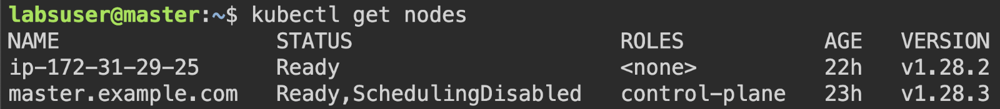 labsuser@master:~$ kubectl get nodes
NAME STATUS ROLES AGE VERSION
ip-172-31-29-25 Ready <none> 22h v1.28.2
master.example.com Ready,SchedulingDisabled control-plane 23h v1.28.3